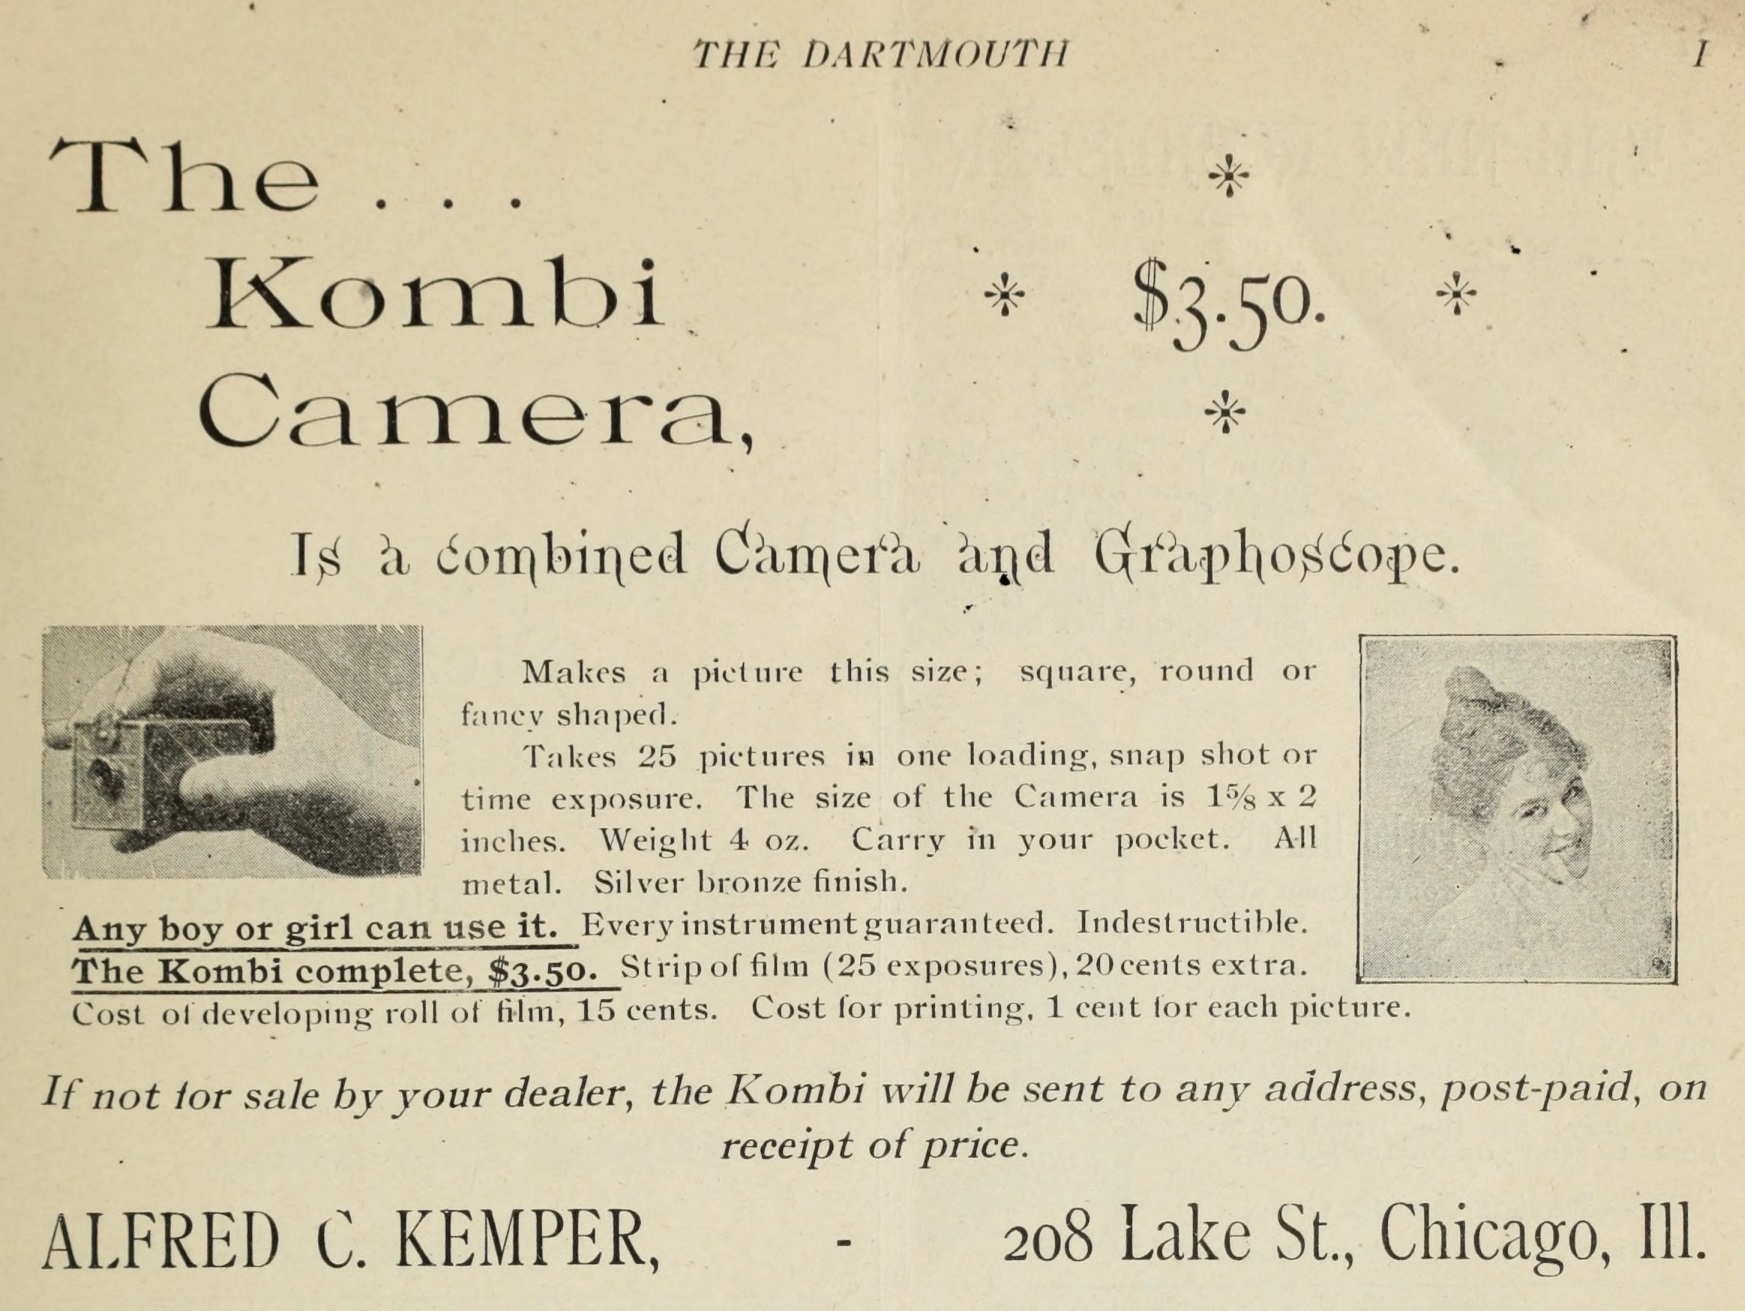 THE DARTMOUTH I
The . . .
Kombi
Camera,
$3.50.
Is a combined Camera and Graphoscope.
Makes a picture this size; square, round or
fancy shaped.
Takes 25 pictures in one loading, snap shot or
time exposure. The size of the Camera is 1⅝ x 2
inches. Weight 4 oz. Carry in your pocket. All
metal. Silver bronze finish.
Any boy or girl can use it. Every instrument guaranteed. Indestructible.
The Kombi complete, $3.50. Strip of film (25 exposures), 20 cents extra.
Cost of developing roll of film, 15 cents. Cost for printing, 1 cent for each picture.
If not for sale by your dealer, the Kombi will be sent to any address, post-paid, on
receipt of price.
ALFRED C. KEMPER, - 208 Lake St., Chicago, Ill.